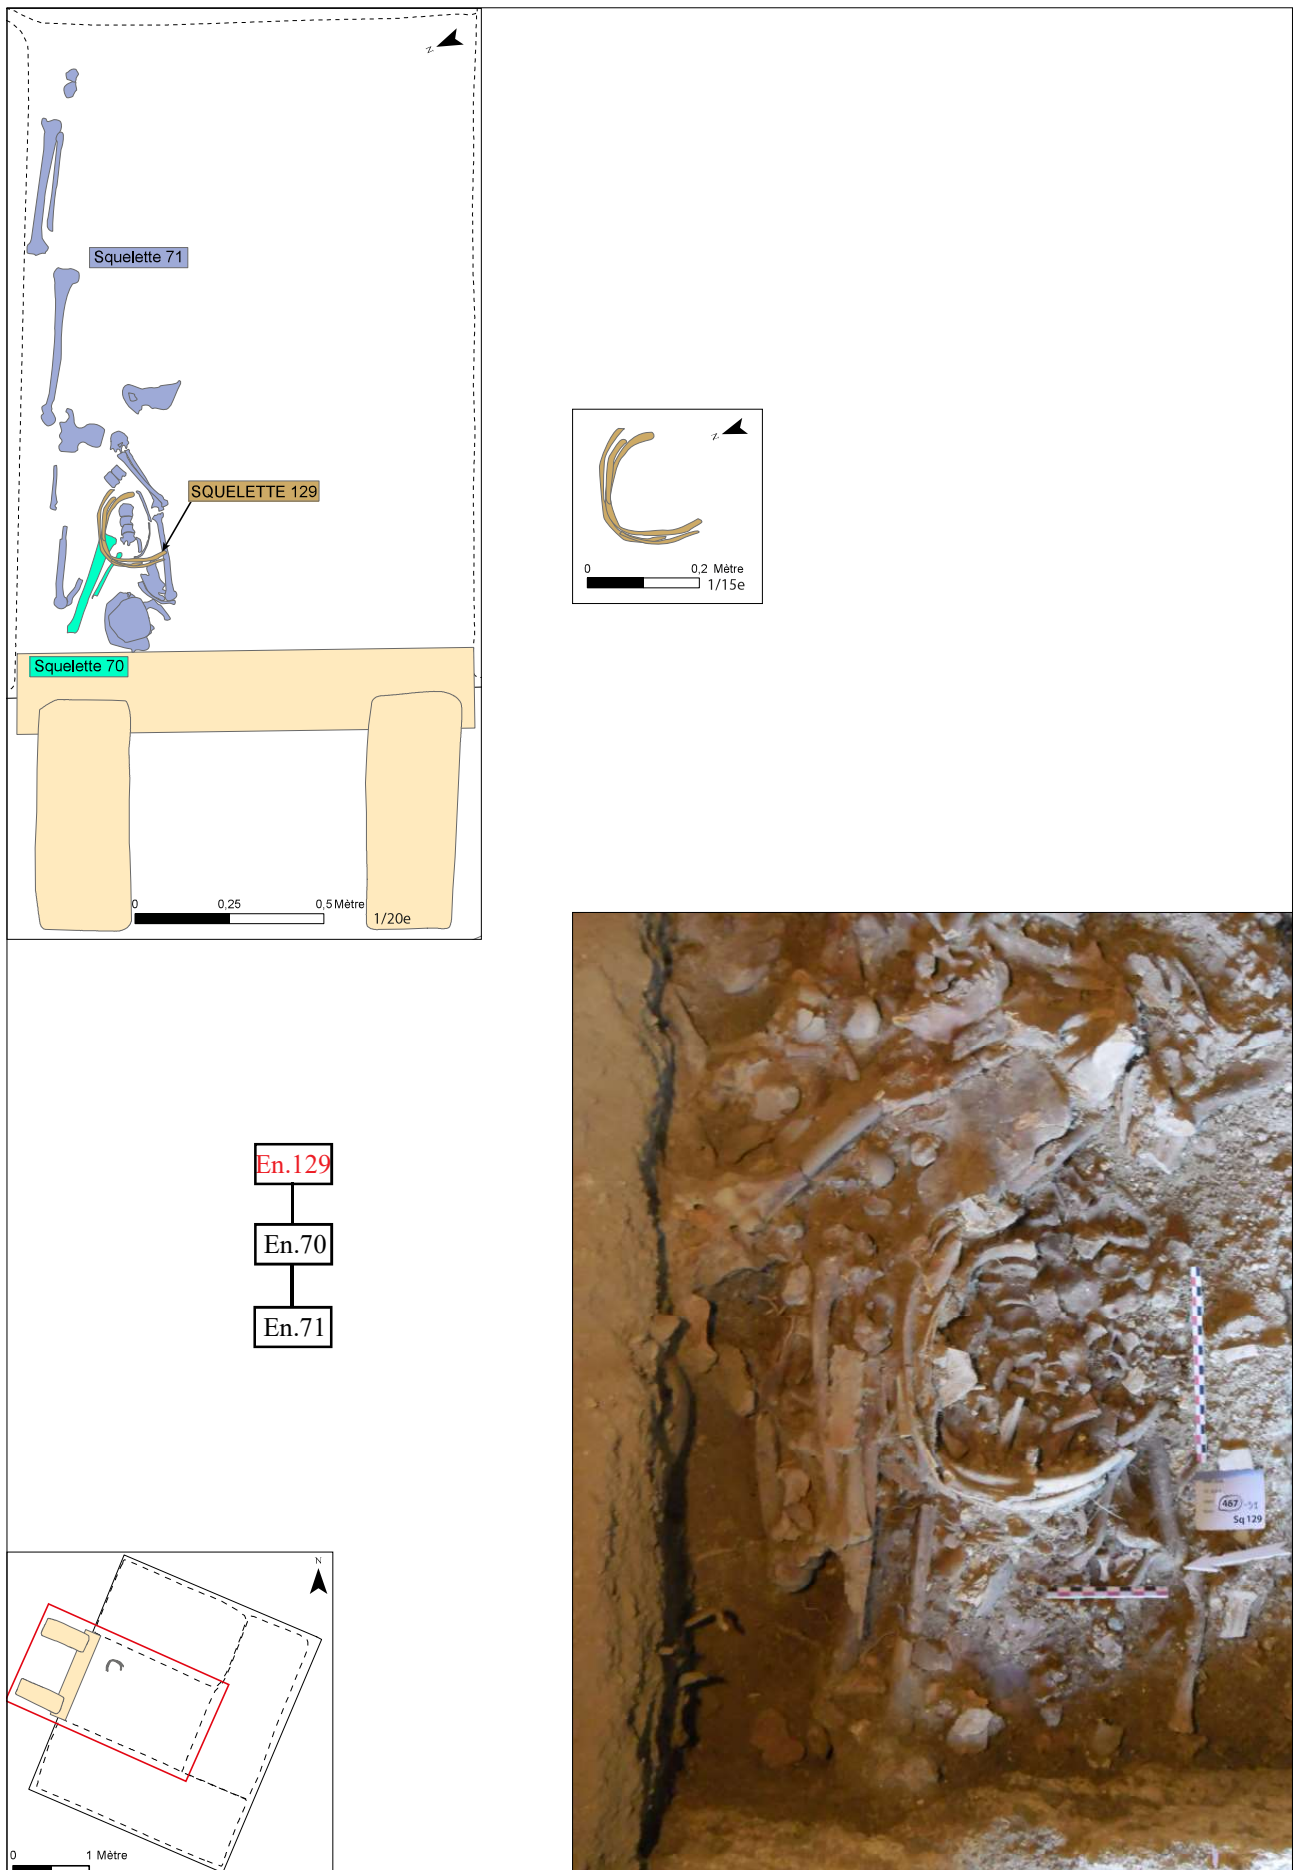 N
Squelette 71
SQUELETTE 129
Squelette 70
0 0,25 0,5 Mètre
1/20e
N
0 0,2 Mètre
1/15e
En.129
En.70
En.71
467
Sq 129
N
0 1 Mètre